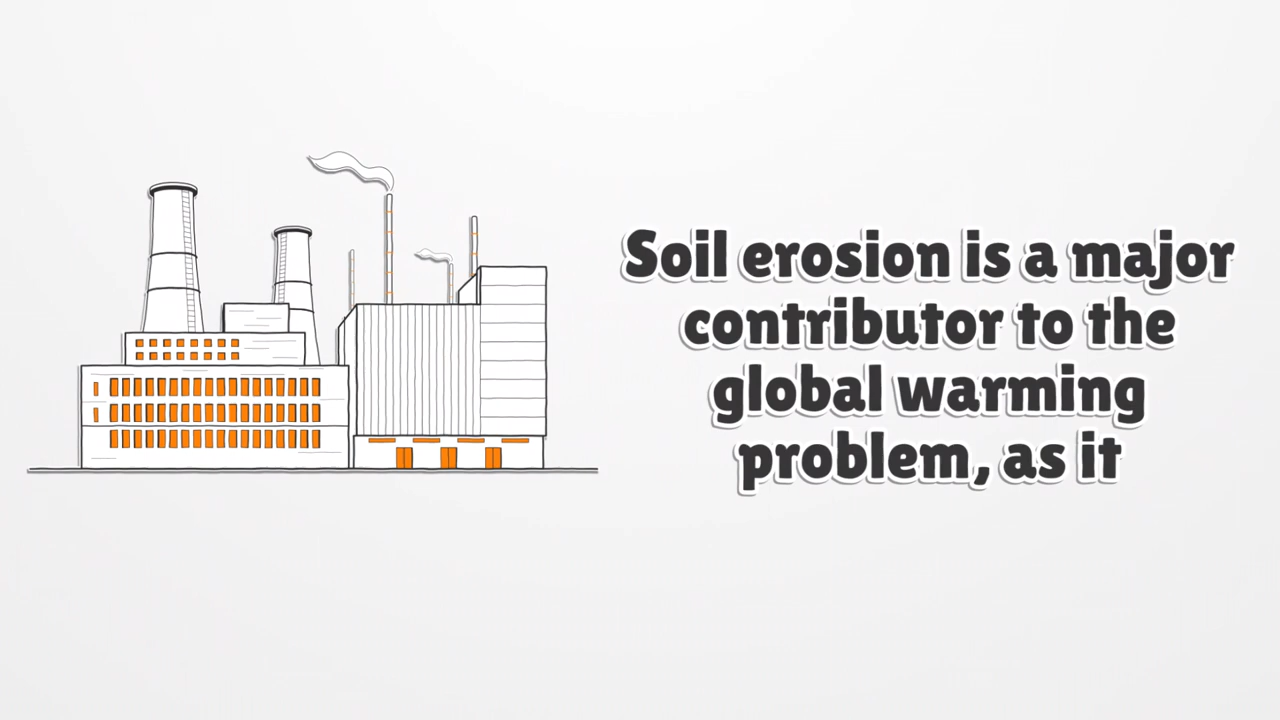 Soil erosion is a major
contributor to the
global warming
problem, as it